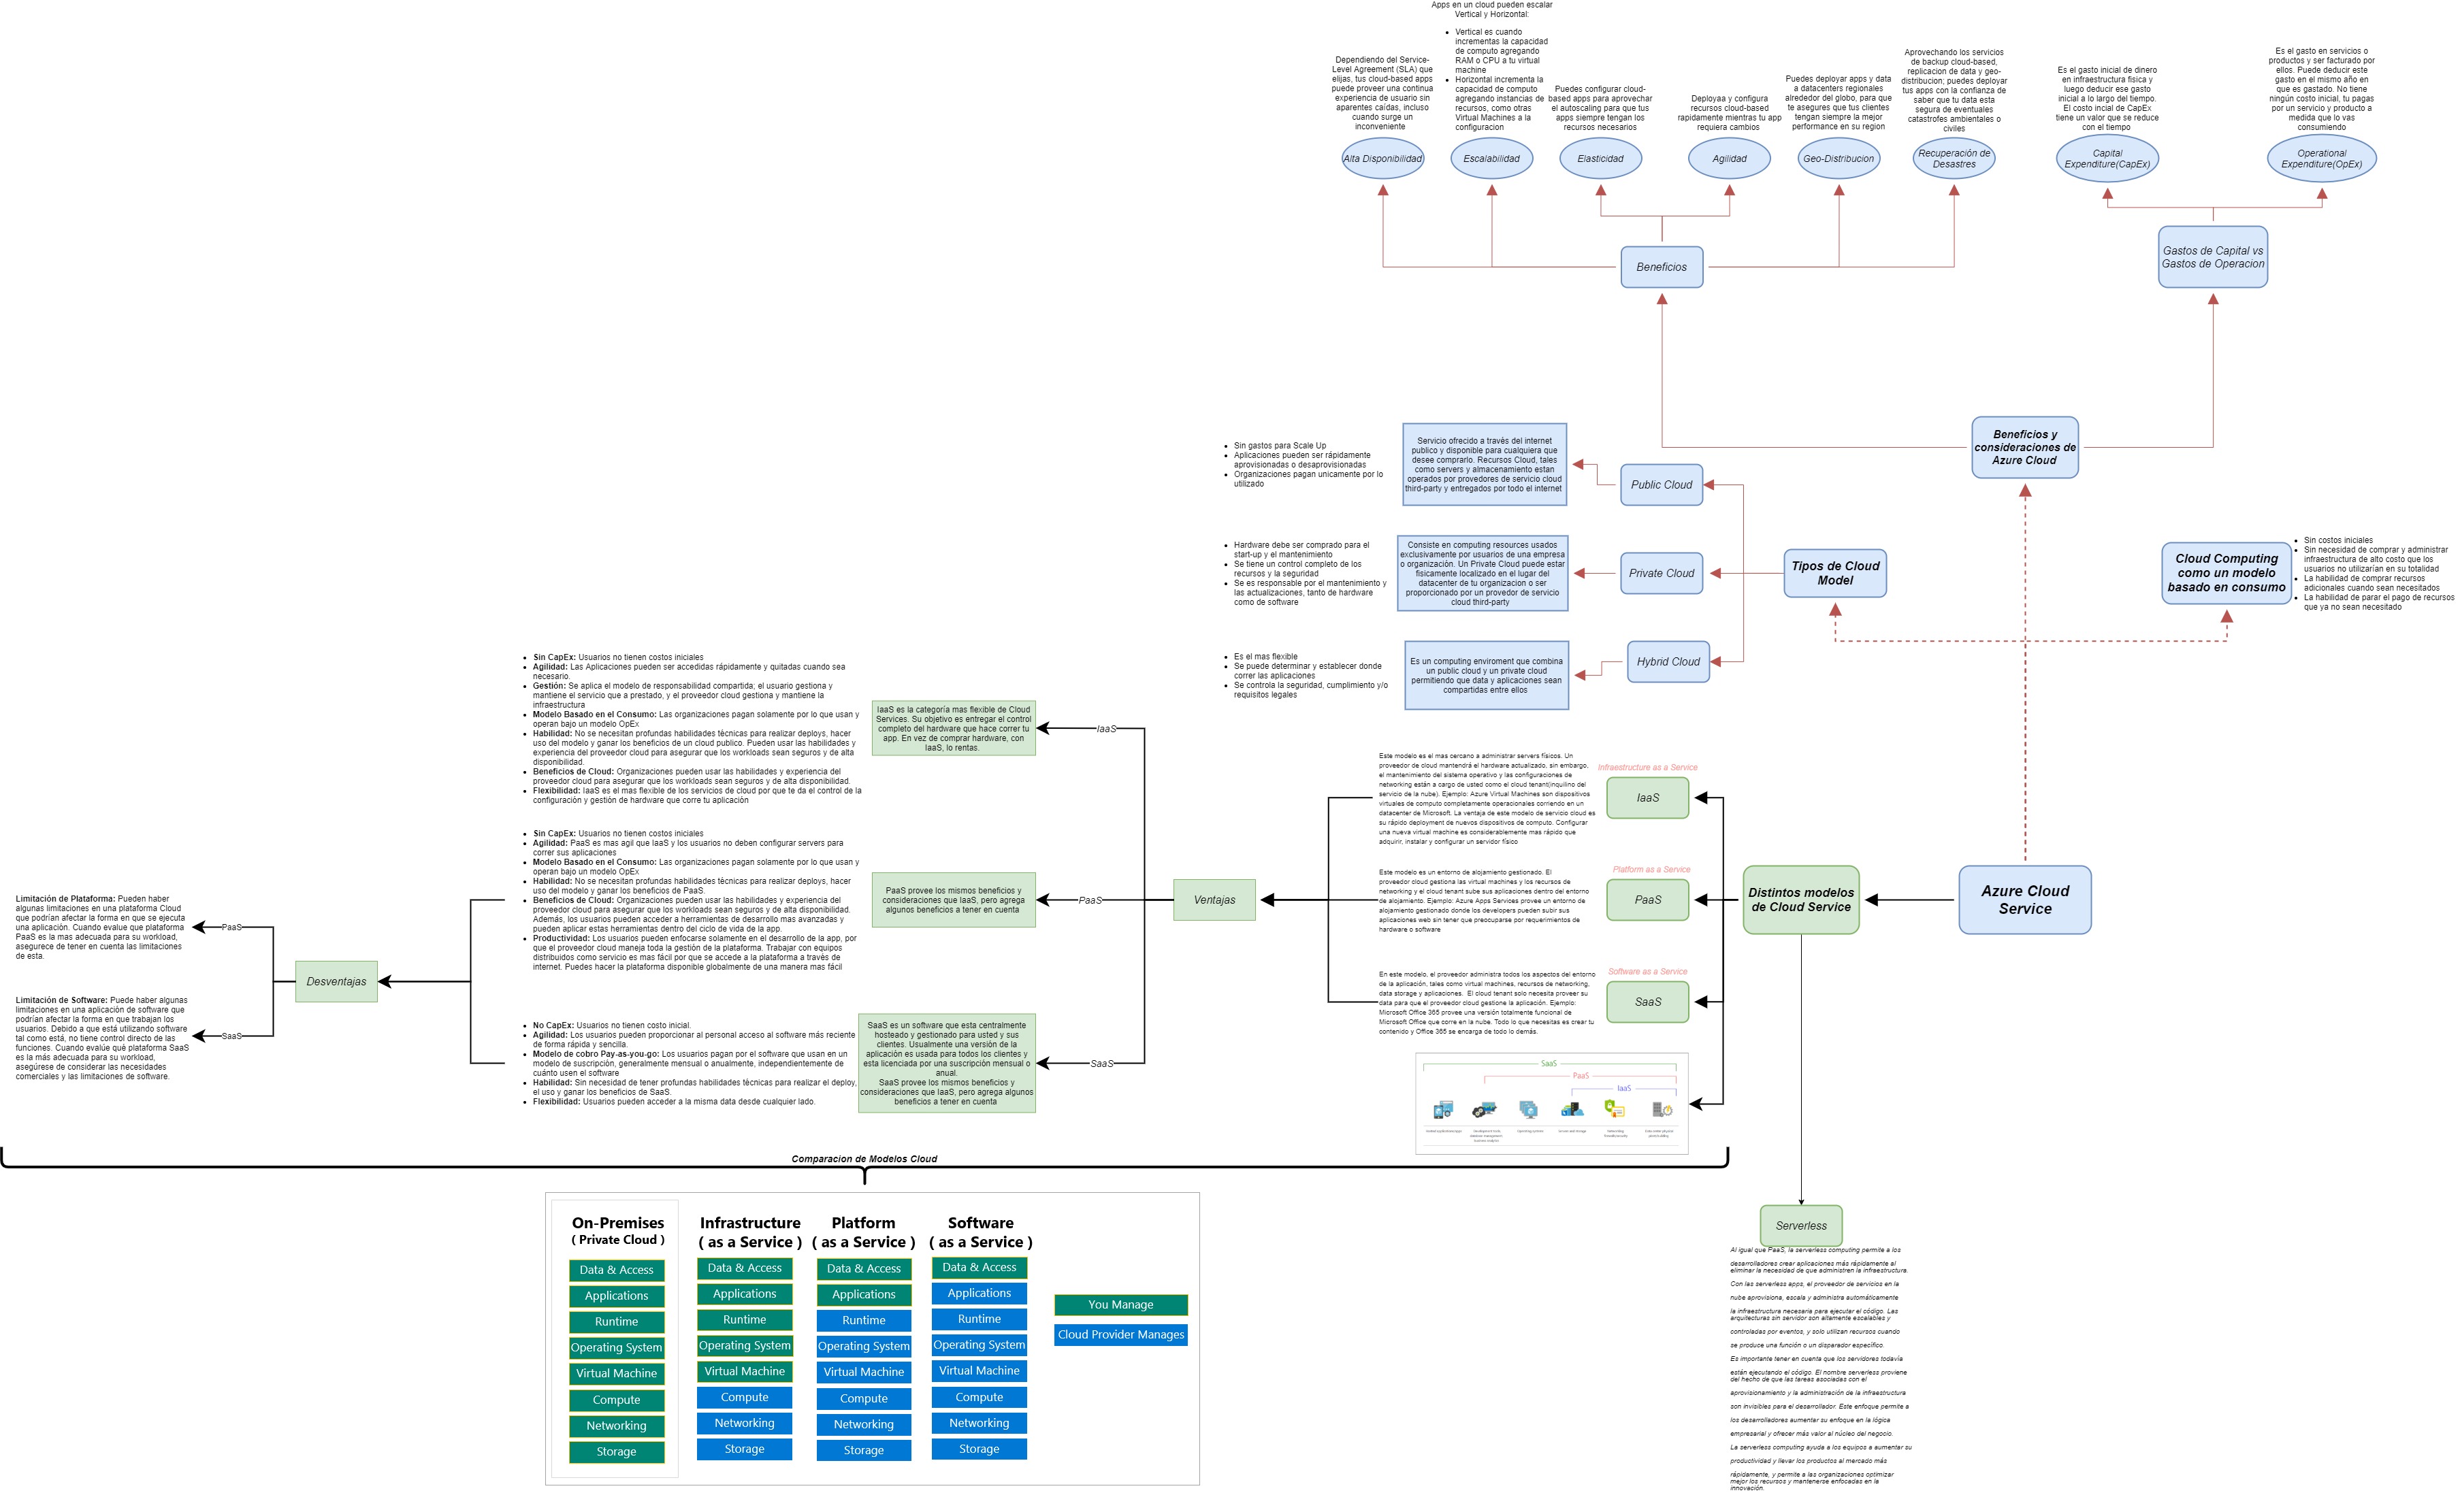 Apps en un cloud pueden escalar
Vertical y Horizontal:
Vertical es cuando
incrementas la capacidad
de computo agregando
RAM o CPU a tu virtual
machine
Horizontal incrementa la
capacidad de computo
agregando instancias de
recursos, como otras
Virtual Machines a la
configuracion
Dependiendo del Service-
Level Agreement (SLA) que
elijas, tus cloud-based apps
puede proveer una continua
experiencia de usuario sin
aparentes caídas, incluso
cuando surge un
inconveniente
Puedes configurar cloud-
based apps para aprovechar
el autoscaling para que tus
apps siempre tengan los
recursos necesarios
Deployaa y configura
recursos cloud-based
rapidamente mientras tu app
requiera cambios
Puedes deployar apps y data
a datacenters regionales
alrededor del globo, para que
te asegures que tus clientes
tengan siempre la mejor
performance en su region
Aprovechando los servicios
de backup cloud-based,
replicacion de data y geo-
distribucion; puedes deployar
tus apps con la confianza de
saber que tu data esta
segura de eventuales
catastrofes ambientales o
civiles
Es el gasto inicial de dinero
en infraestructura fisica y
luego deducir ese gasto
inicial a lo largo del tiempo.
El costo incial de CapEx
tiene un valor que se reduce
con el tiempo
Es el gasto en servicios o
productos y ser facturado por
ellos. Puede deducir este
gasto en el mismo año en
que es gastado. No tiene
ningún costo inicial, tu pagas
por un servicio y producto a
medida que lo vas
consumiendo
Alta Disponibilidad
Escalabilidad
Elasticidad
Agilidad
Geo-Distribucion
Recuperación de
Desastres
Capital
Expenditure(CapEx)
Operational
Expenditure(OpEx)
Beneficios
Gastos de Capital vs
Gastos de Operacion
Beneficios y
consideraciones de
Azure Cloud
Sin gastos para Scale Up
Aplicaciones pueden ser rápidamente
aprovisionadas o desaprovisionadas
Organizaciones pagan unicamente por lo
utilizado
Servicio ofrecido a través del internet
publico y disponible para cualquiera que
desee comprarlo. Recursos Cloud, tales
como servers y almacenamiento estan
operados por provedores de servicio cloud
third-party y entregados por todo el internet
Public Cloud
Hardware debe ser comprado para el
start-up y el mantenimiento
Se tiene un control completo de los
recursos y la seguridad
Se es responsable por el mantenimiento y
las actualizaciones, tanto de hardware
como de software
Consiste en computing resources usados
exclusivamente por usuarios de una empresa
o organización. Un Private Cloud puede estar
fisicamente localizado en el lugar del
datacenter de tu organizacion o ser
proporcionado por un provedor de servicio
cloud third-party
Private Cloud
Tipos de Cloud
Model
Cloud Computing
como un modelo
basado en consumo
Sin costos iniciales
Sin necesidad de comprar y administrar
infraestructura de alto costo que los
usuarios no utilizarían en su totalidad
La habilidad de comprar recursos
adicionales cuando sean necesitados
La habilidad de parar el pago de recursos
que ya no sean necesitado
Es el mas flexible
Se puede determinar y establecer donde
correr las aplicaciones
Se controla la seguridad, cumplimiento y/o
requisitos legales
Es un computing enviroment que combina
un public cloud y un private cloud
permitiendo que data y aplicaciones sean
compartidas entre ellos
Hybrid Cloud
Sin CapEx: Usuarios no tienen costos iniciales
Agilidad: Las Aplicaciones pueden ser accedidas rápidamente y quitadas cuando sea
necesario.
Gestión: Se aplica el modelo de responsabilidad compartida; el usuario gestiona y
mantiene el servicio que a prestado, y el proveedor cloud gestiona y mantiene la
infraestructura
Modelo Basado en el Consumo: Las organizaciones pagan solamente por lo que usan y
operan bajo un modelo OpEx
Habilidad: No se necesitan profundas habilidades técnicas para realizar deploys, hacer
uso del modelo y ganar los beneficios de un cloud publico. Pueden usar las habilidades y
experiencia del proveedor cloud para asegurar que los workloads sean seguros y de alta
disponibilidad.
Beneficios de Cloud: Organizaciones pueden usar las habilidades y experiencia del
proveedor cloud para asegurar que los workloads sean seguros y de alta disponibilidad.
Flexibilidad: IaaS es el mas flexible de los servicios de cloud por que te da el control de la
configuración y gestión de hardware que corre tu aplicación
IaaS es la categoría mas flexible de Cloud
Services. Su objetivo es entregar el control
completo del hardware que hace correr tu
app. En vez de comprar hardware, con
IaaS, lo rentas.
IaaS
Este modelo es el mas cercano a administrar servers físicos. Un
proveedor de cloud mantendrá el hardware actualizado, sin embargo,
el mantenimiento del sistema operativo y las configuraciones de
networking están a cargo de usted como el cloud tenant(inquilino del
servicio de la nube). Ejemplo: Azure Virtual Machines son dispositivos
virtuales de computo completamente operacionales corriendo en un
datacenter de Microsoft. La ventaja de este modelo de servicio cloud es
su rápido deployment de nuevos dispositivos de computo. Configurar
una nueva virtual machine es considerablemente mas rápido que
adquirir, instalar y configurar un servidor físico
Infraestructure as a Service
IaaS
Sin CapEx: Usuarios no tienen costos iniciales
Agilidad: PaaS es mas agil que IaaS y los usuarios no deben configurar servers para
correr sus aplicaciones
Modelo Basado en el Consumo: Las organizaciones pagan solamente por lo que usan y
operan bajo un modelo OpEx
Habilidad: No se necesitan profundas habilidades técnicas para realizar deploys, hacer
uso del modelo y ganar los beneficios de PaaS.
Beneficios de Cloud: Organizaciones pueden usar las habilidades y experiencia del
proveedor cloud para asegurar que los workloads sean seguros y de alta disponibilidad.
Además, los usuarios pueden acceder a herramientas de desarrollo mas avanzadas y
pueden aplicar estas herramientas dentro del ciclo de vida de la app.
Productividad: Los usuarios pueden enfocarse solamente en el desarrollo de la app, por
que el proveedor cloud maneja toda la gestión de la plataforma. Trabajar con equipos
distribuidos como servicio es mas fácil por que se accede a la plataforma a través de
internet. Puedes hacer la plataforma disponible globalmente de una manera mas fácil
PaaS provee los mismos beneficios y
consideraciones que IaaS, pero agrega
algunos beneficios a tener en cuenta
PaaS
Ventajas
Este modelo es un entorno de alojamiento gestionado. El
proveedor cloud gestiona las virtual machines y los recursos de
networking y el cloud tenant sube sus aplicaciones dentro del entorno
de alojamiento. Ejemplo: Azure Apps Services provee un entorno de
alojamiento gestionado donde los developers pueden subir sus
aplicaciones web sin tener que preocuparse por requerimientos de
hardware o software
Platform as a Service
PaaS
Distintos modelos
de Cloud Service
Azure Cloud
Service
Limitación de Plataforma: Pueden haber
algunas limitaciones en una plataforma Cloud
que podrían afectar la forma en que se ejecuta
una aplicación. Cuando evalue que plataforma
PaaS es la mas adecuada para su workload,
asegurece de tener en cuenta las limitaciones
de esta.
PaaS
Desventajas
Limitación de Software: Puede haber algunas
limitaciones en una aplicación de software que
podrían afectar la forma en que trabajan los
usuarios. Debido a que está utilizando software
tal como está, no tiene control directo de las
funciones. Cuando evalúe qué plataforma SaaS
es la más adecuada para su workload,
asegúrese de considerar las necesidades
comerciales y las limitaciones de software.
SaaS
No CapEx: Usuarios no tienen costo inicial.
Agilidad: Los usuarios pueden proporcionar al personal acceso al software más reciente
de forma rápida y sencilla.
Modelo de cobro Pay-as-you-go: Los usuarios pagan por el software que usan en un
modelo de suscripción, generalmente mensual o anualmente, independientemente de
cuánto usen el software
Habilidad: Sin necesidad de tener profundas habilidades técnicas para realizar el deploy,
el uso y ganar los beneficios de SaaS.
Flexibilidad: Usuarios pueden acceder a la misma data desde cualquier lado.
SaaS es un software que esta centralmente
hosteado y gestionado para usted y sus
clientes. Usualmente una versión de la
aplicación es usada para todos los clientes y
esta licenciada por una suscripción mensual o
anual.
SaaS provee los mismos beneficios y
consideraciones que IaaS, pero agrega algunos
beneficios a tener en cuenta
SaaS
En este modelo, el proveedor administra todos los aspectos del entorno
de la aplicación, tales como virtual machines, recursos de networking,
data storage y aplicaciones. El cloud tenant solo necesita proveer su
data para que el proveedor cloud gestione la aplicación. Ejemplo:
Microsoft Office 365 provee una versión totalmente funcional de
Microsoft Office que corre en la nube. Todo lo que necesitas es crear tu
contenido y Office 365 se encarga de todo lo demás.
Software as a Service
SaaS
SaaS
PaaS
IaaS
Comparacion de Modelos Cloud
On-Premises
( Private Cloud )
Data & Access
Applications
Runtime
Operating System
Virtual Machine
Compute
Networking
Storage
Infrastructure
( as a Service )
Data & Access
Applications
Runtime
Operating System
Virtual Machine
Compute
Networking
Storage
Platform
( as a Service )
Data & Access
Applications
Runtime
Operating System
Virtual Machine
Compute
Networking
Storage
Software
( as a Service )
Data & Access
Applications
Runtime
Operating System
Virtual Machine
Compute
Networking
Storage
You Manage
Cloud Provider Manages
Serverless
Al igual que PaaS, la serverless computing permite a los
desarrolladores crear aplicaciones más rápidamente al
eliminar la necesidad de que administren la infraestructura.
Con las serverless apps, el proveedor de servicios en la
nube aprovisiona, escala y administra automáticamente
la infraestructura necesaria para ejecutar el código. Las
arquitecturas sin servidor son altamente escalables y
controladas por eventos, y solo utilizan recursos cuando
se produce una función o un disparador específico.
Es importante tener en cuenta que los servidores todavía
están ejecutando el código. El nombre serverless proviene
del hecho de que las tareas asociadas con el
aprovisionamiento y la administración de la infraestructura
son invisibles para el desarrollador. Este enfoque permite a
los desarrolladores aumentar su enfoque en la lógica
empresarial y ofrecer más valor al núcleo del negocio.
La serverless computing ayuda a los equipos a aumentar su
productividad y llevar los productos al mercado más
rápidamente, y permite a las organizaciones optimizar
mejor los recursos y mantenerse enfocadas en la
innovación.